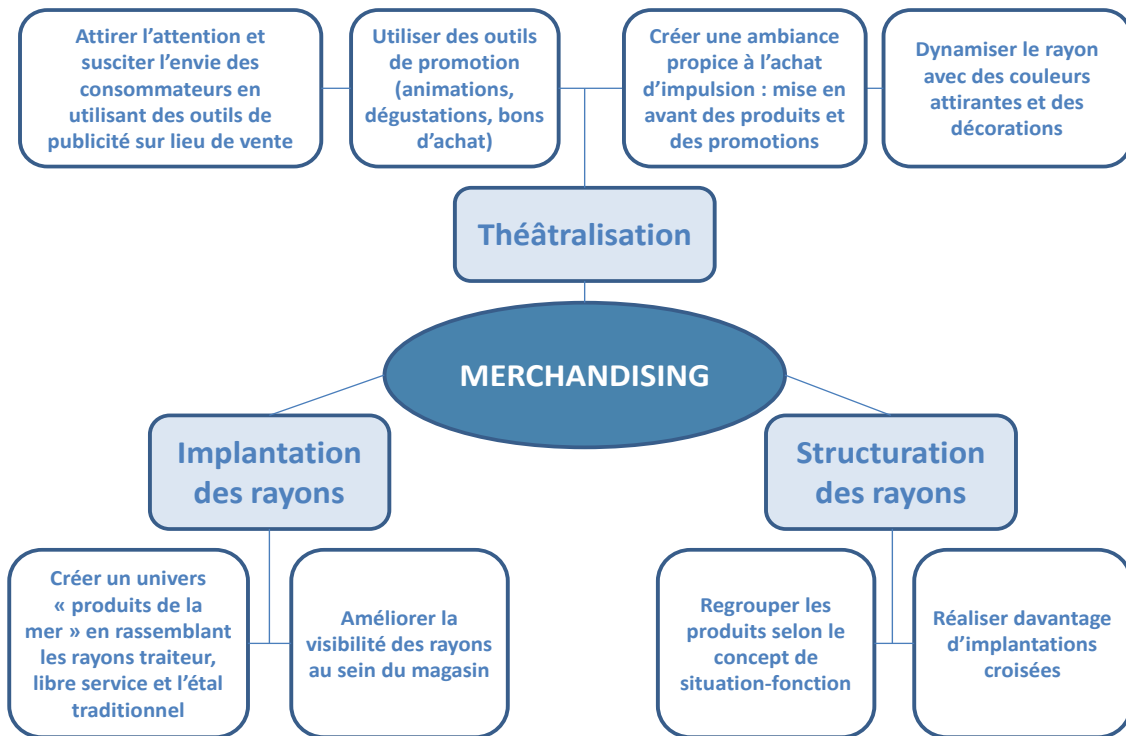 Attirer l’attention et
susciter l’envie des
consommateurs en
utilisant des outils de
publicité sur lieu de vente
Utiliser des outils
de promotion
(animations,
dégustations, bons
d’achat)
Créer une ambiance
propice à l’achat
d’impulsion : mise en
avant des produits et
des promotions
Dynamiser le rayon
avec des couleurs
attirantes et des
décorations
Théâtralisation
MERCHANDISING
Implantation
des rayons
Structuration
des rayons
Créer un univers
« produits de la
mer » en rassemblant
les rayons traiteur,
libre service et l’étal
traditionnel
Améliorer la
visibilité des rayons
au sein du magasin
Regrouper les
produits selon le
concept de
situation-fonction
Réaliser davantage
d’implantations
croisées